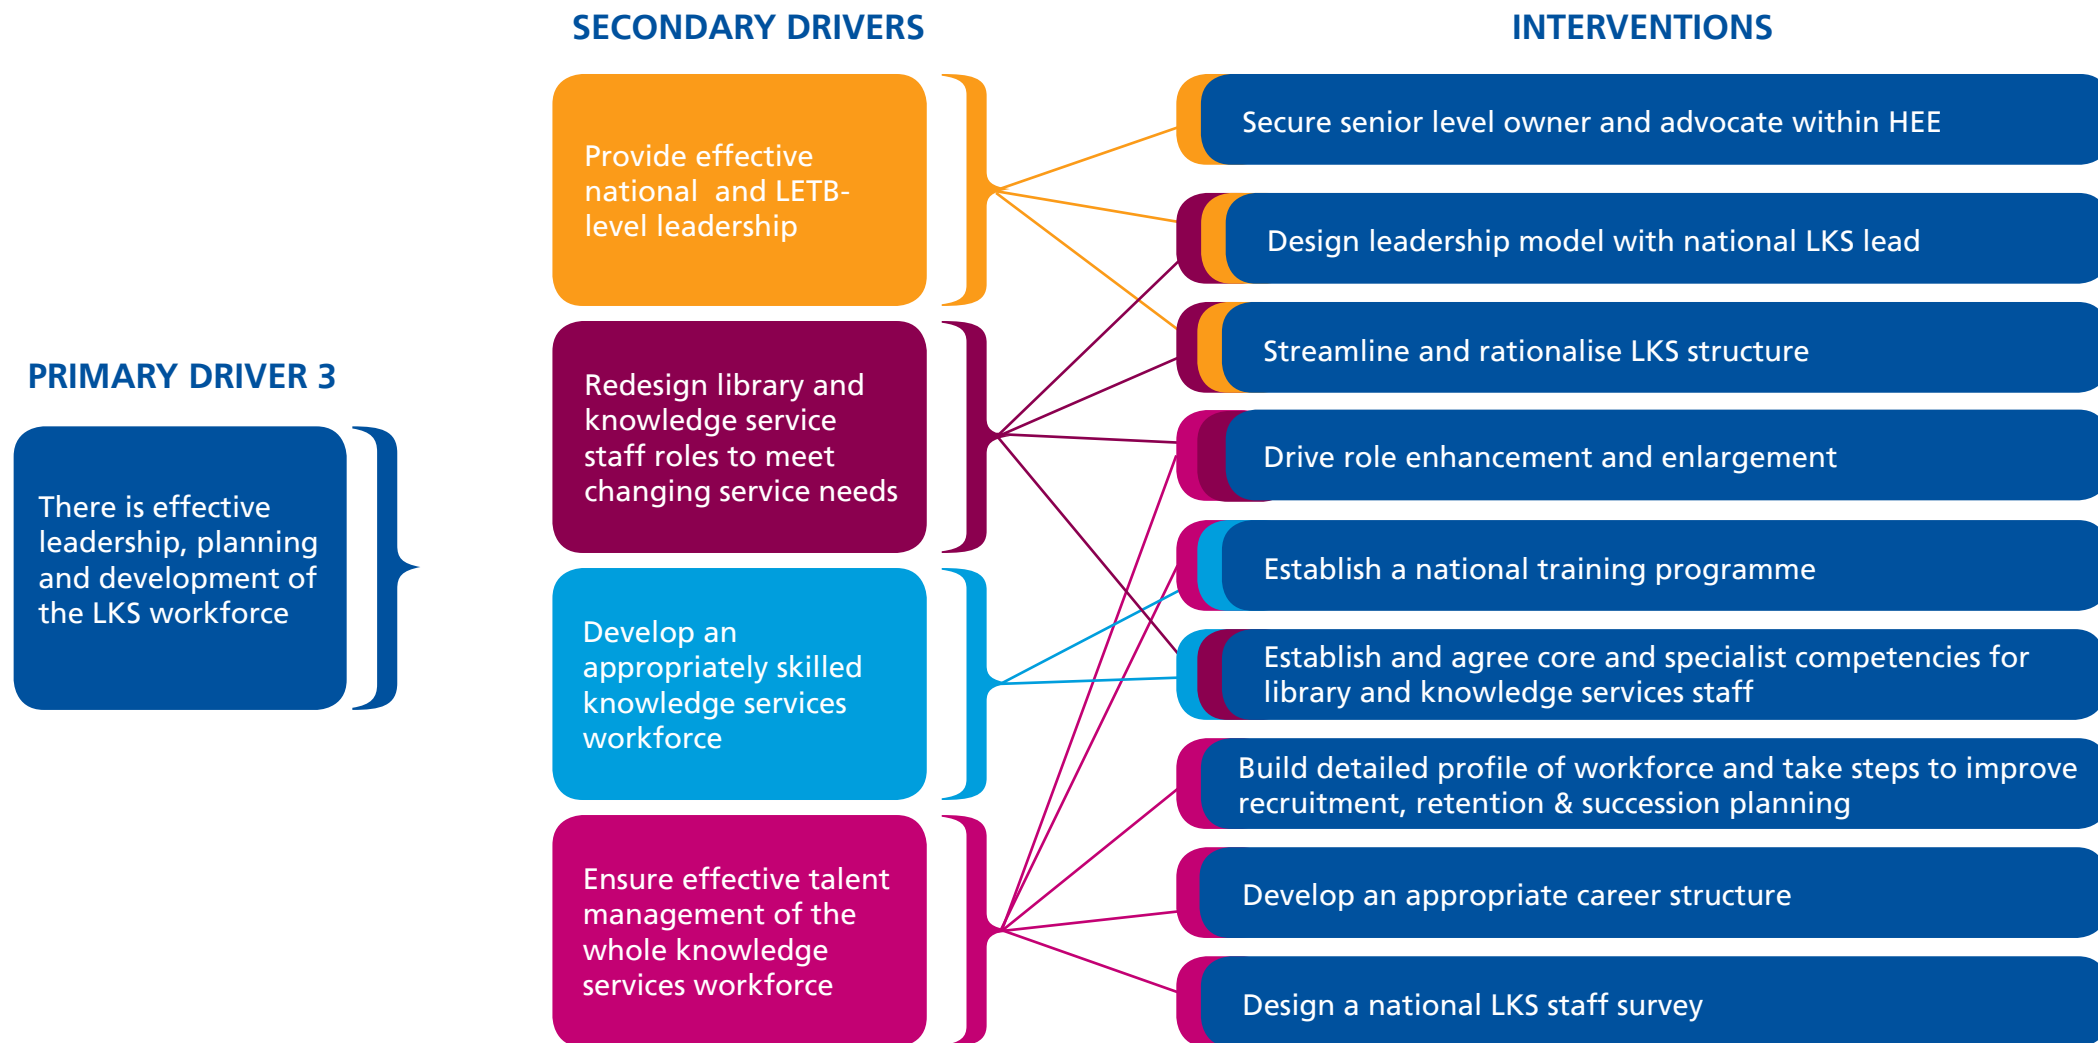 PRIMARY DRIVER 3
There is effective
leadership, planning
and development of
the LKS workforce
SECONDARY DRIVERS
Provide effective
national and LETB-
level leadership
Redesign library and
knowledge service
staff roles to meet
changing service needs
Develop an
appropriately skilled
knowledge services
workforce
Ensure effective talent
management of the
whole knowledge
services workforce
INTERVENTIONS
Secure senior level owner and advocate within HEE
Design leadership model with national LKS lead
Streamline and rationalise LKS structure
Drive role enhancement and enlargement
Establish a national training programme
Establish and agree core and specialist competencies for
library and knowledge services staff
Build detailed profile of workforce and take steps to improve
recruitment, retention & succession planning
Develop an appropriate career structure
Design a national LKS staff survey